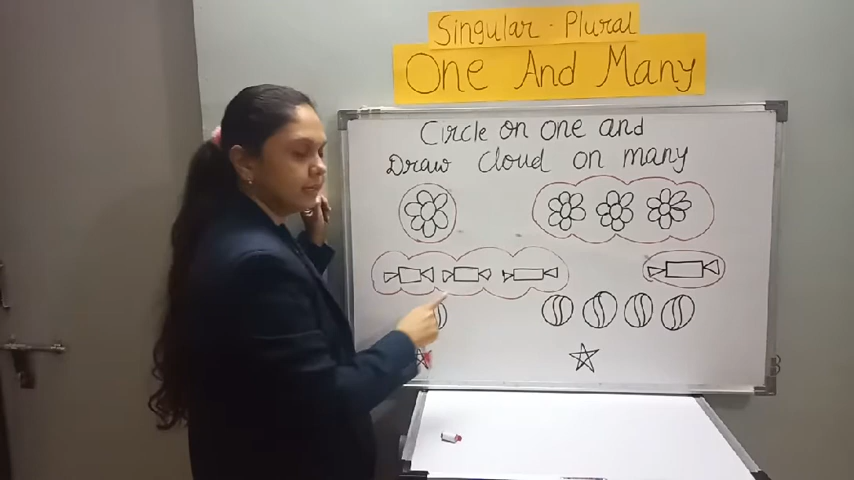 Singular - Plural
One And Many
Circle on one and
Draw Cloud on many